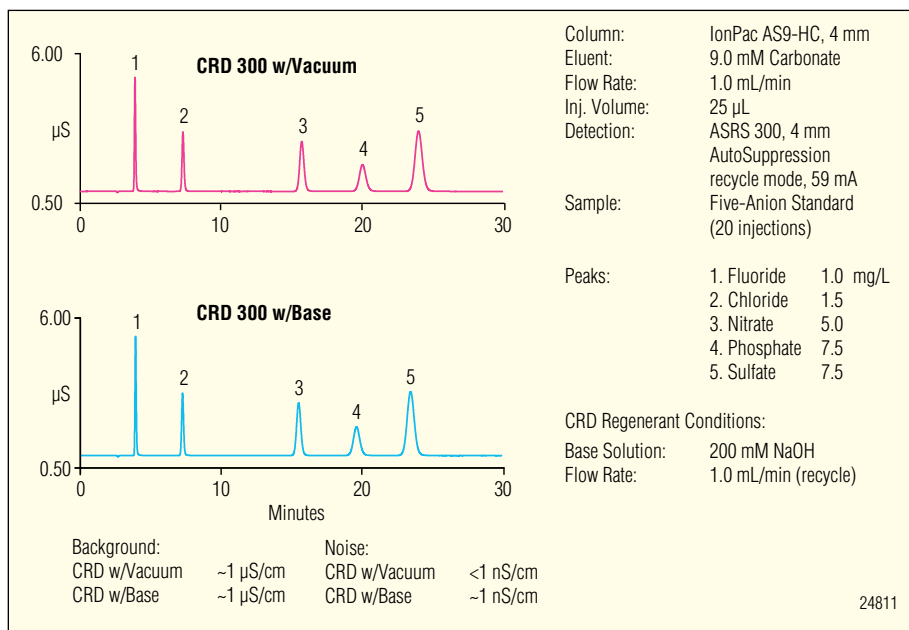 6.00
CRD 300 w/Vacuum
µS
0.50
1
2
3
4
5
0 10 20 30
6.00
CRD 300 w/Base
µS
0.50
1
2
3
4
5
0 10 20 30
Minutes
Background:
CRD w/Vacuum ~1 µS/cm
CRD w/Base ~1 µS/cm
Noise:
CRD w/Vacuum <1 nS/cm
CRD w/Base ~1 nS/cm
Column: IonPac AS9-HC, 4 mm
Eluent: 9.0 mM Carbonate
Flow Rate: 1.0 mL/min
Inj. Volume: 25 µL
Detection: ASRS 300, 4 mm
AutoSuppression
recycle mode, 59 mA
Sample: Five-Anion Standard
(20 injections)
Peaks: 1. Fluoride 1.0 mg/L
2. Chloride 1.5
3. Nitrate 5.0
4. Phosphate 7.5
5. Sulfate 7.5
CRD Regenerant Conditions:
Base Solution: 200 mM NaOH
Flow Rate: 1.0 mL/min (recycle)
24811